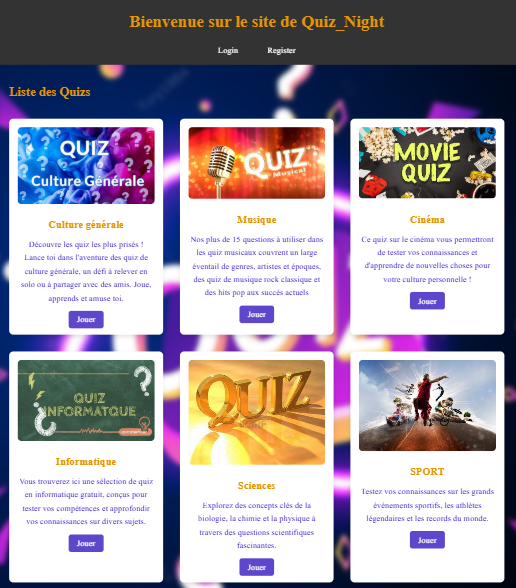 Bienvenue sur le site de Quiz_Night
Login Register
Liste des Quizs
QUIZ
Culture Générale
Culture générale
Découvre les quiz les plus prisés !
Lance toi dans l'aventure des quiz de
culture générale, un défi à relever en
solo ou à partager avec des amis. Joue,
apprends et amuse toi.
Jouer
QUIZ
Musical
Musique
Nos plus de 15 questions à utiliser dans
les quiz musicaux couvrent un large
éventail de genres, artistes et époques,
des quiz de musique rock classique et
des hits pop aux succès actuels
Jouer
MOVIE
QUIZ
Cinéma
Ce quiz sur le cinéma vous permettront
de tester vos connaissances et
d'apprendre de nouvelles choses pour
votre culture personnelle !
Jouer
QUIZ
INFORMATQUE
Informatique
Vous trouverez ici une sélection de quiz
en informatique gratuit, conçus pour
tester vos compétences et approfondir
vos connaissances sur divers sujets.
Jouer
QUIZ
Sciences
Explorez des concepts clés de la
biologie, la chimie et la physique à
travers des questions scientifiques
fascinantes.
Jouer
SPORT
Testez vos connaissances sur les grands
événements sportifs, les athlètes
légendaires et les records du monde.
Jouer